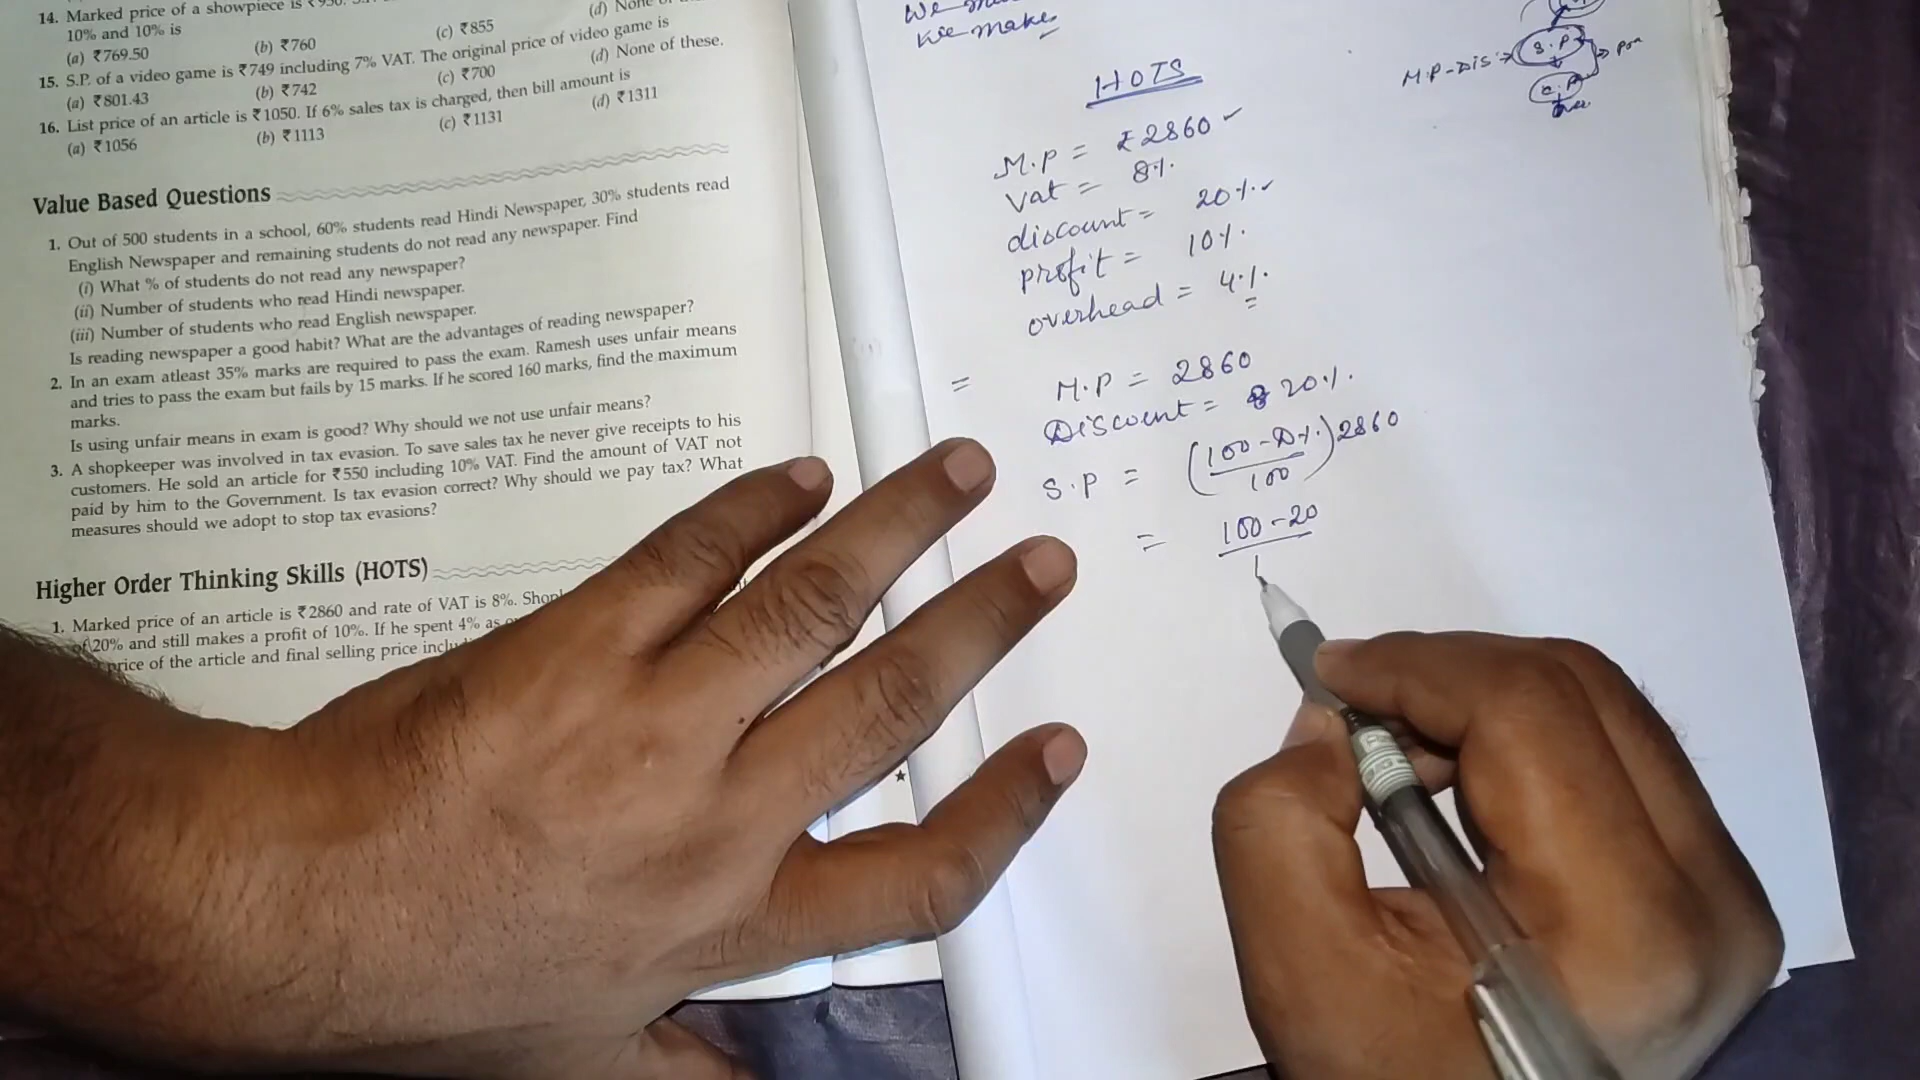 14. Marked price of a showpiece is ₹950.
10% and 10% is
(a) ₹769.50 (b) ₹760 (c) ₹855 (d) None
15. S.P. of a video game is ₹749 including 7% VAT. The original price of video game is
(a) ₹801.43 (b) ₹742 (c) ₹700 (d) None of these.
16. List price of an article is ₹1050. If 6% sales tax is charged, then bill amount is
(a) ₹1056 (b) ₹1113 (c) ₹1131 (d) ₹1311
Value Based Questions
1. Out of 500 students in a school, 60% students read Hindi Newspaper, 30% students read
English Newspaper and remaining students do not read any newspaper. Find
(i) What % of students do not read any newspaper?
(ii) Number of students who read Hindi newspaper.
(iii) Number of students who read English newspaper.
Is reading newspaper a good habit? What are the advantages of reading newspaper?
2. In an exam atleast 35% marks are required to pass the exam. Ramesh uses unfair means
and tries to pass the exam but fails by 15 marks. If he scored 160 marks, find the maximum
marks.
Is using unfair means in exam is good? Why should we not use unfair means?
3. A shopkeeper was involved in tax evasion. To save sales tax he never give receipts to his
customers. He sold an article for ₹550 including 10% VAT. Find the amount of VAT not
paid by him to the Government. Is tax evasion correct? Why should we pay tax? What
measures should we adopt to stop tax evasions?
Higher Order Thinking Skills (HOTS)
1. Marked price of an article is ₹2860 and rate of VAT is 8%.
of 20% and still makes a profit of 10%. If he spent 4% as
price of the article and final selling price
We
we make
HOTS
M.P = ₹2860 ✓
Vat = 8%.
discount = 20% ✓
profit = 10%.
overhead = 4%.
= M.P = 2860
Discount = 20%.
S.P = (100-D%/100) 2860
= 100-20
M.P-Dis
S.P
C.P